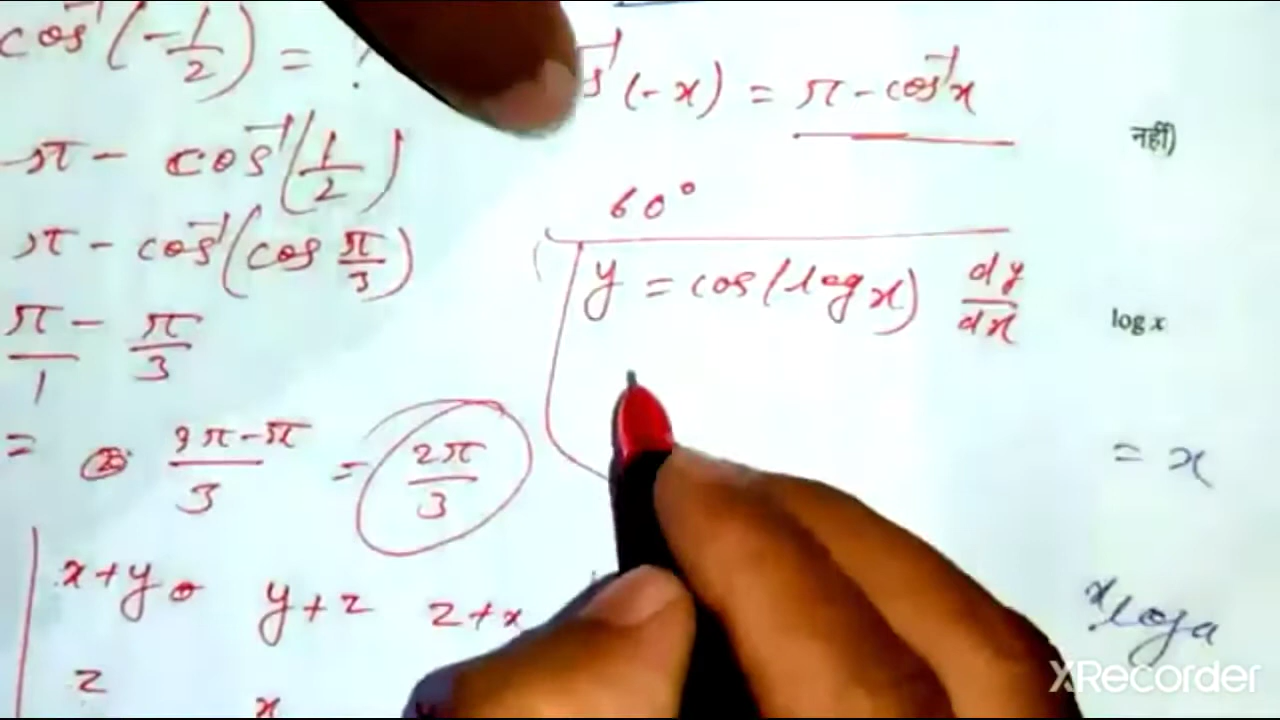 cos⁻¹(-1/2) = ?
π - cos⁻¹(1/2)
π - cos⁻¹(cos π/3)
π/1 - π/3
= 3π-π/3 = 2π/3
x+y y+z z+x
z x
s⁻¹(-x) = π - cos⁻¹x
60°
y = cos(log x) dy/dx
नहीं)
log x
= x
x log a
XRecorder